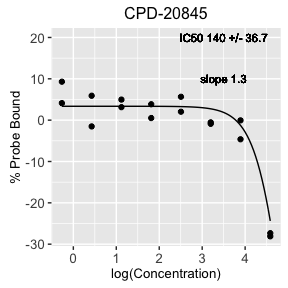 CPD-20845
IC50 140 +/- 36.7
slope 1.3
% Probe Bound
20
10
0
-10
-20
-30
0
1
2
3
4
log(Concentration)